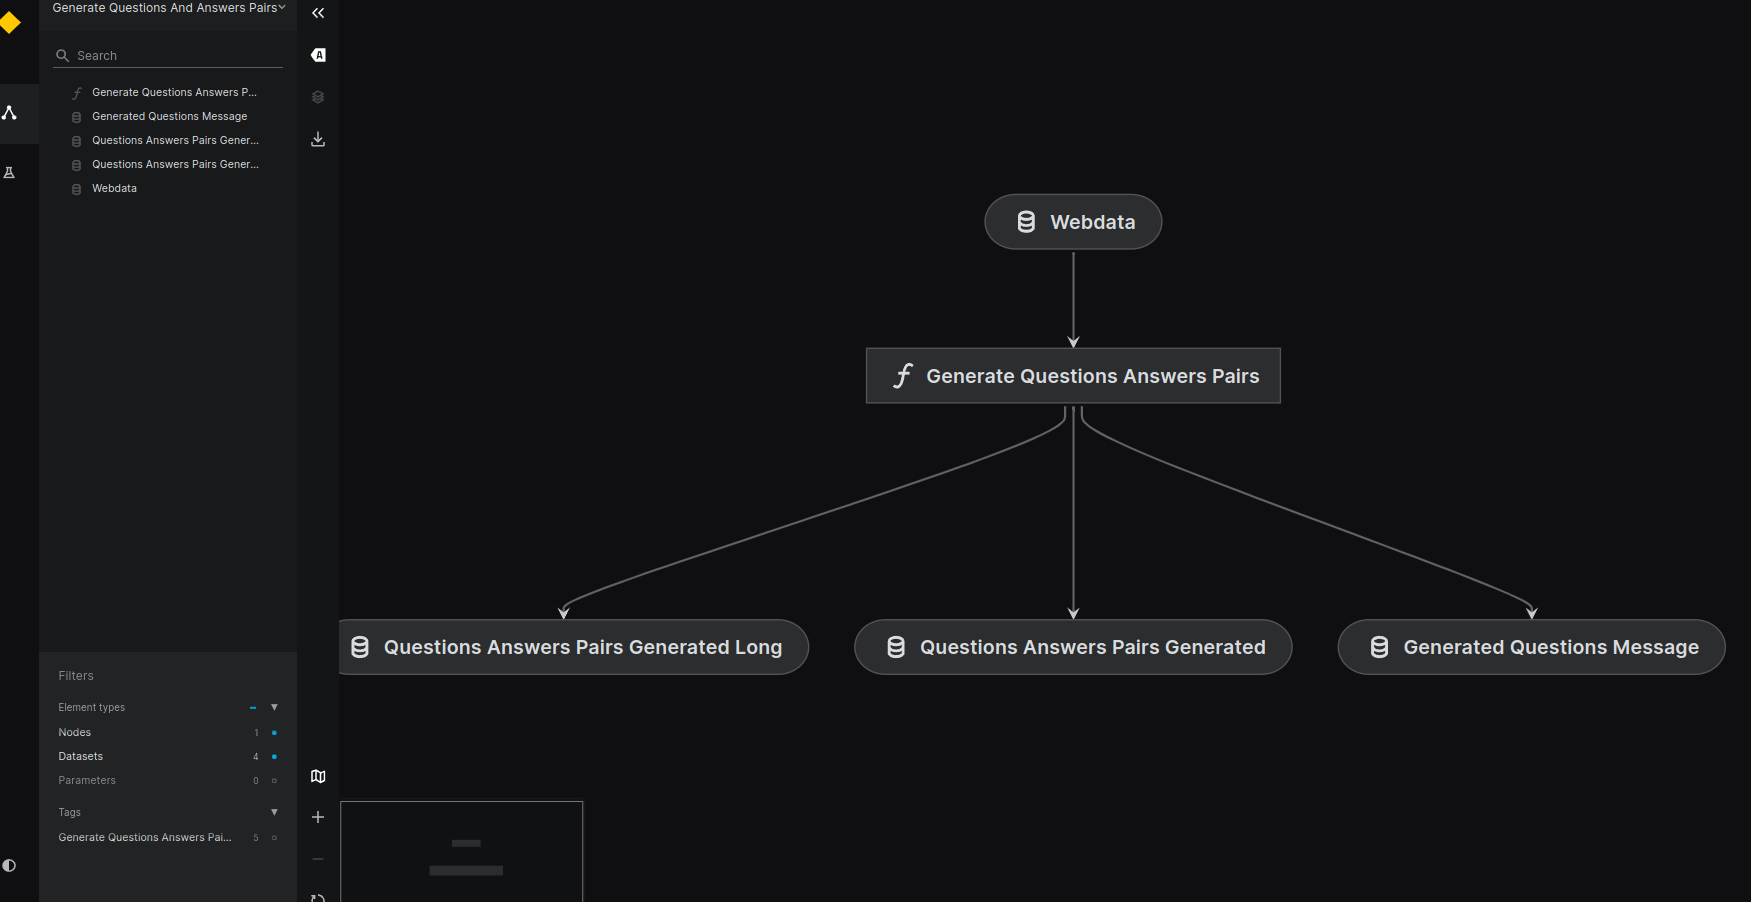 Generate Questions And Answers Pairs
Search
Generate Questions Answers P...
Generated Questions Message
Questions Answers Pairs Gener...
Questions Answers Pairs Gener...
Webdata
Filters
Element types
Nodes 1
Datasets 4
Parameters 0
Tags
Generate Questions Answers Pai... 5
A
Webdata
f Generate Questions Answers Pairs
Questions Answers Pairs Generated Long
Questions Answers Pairs Generated
Generated Questions Message